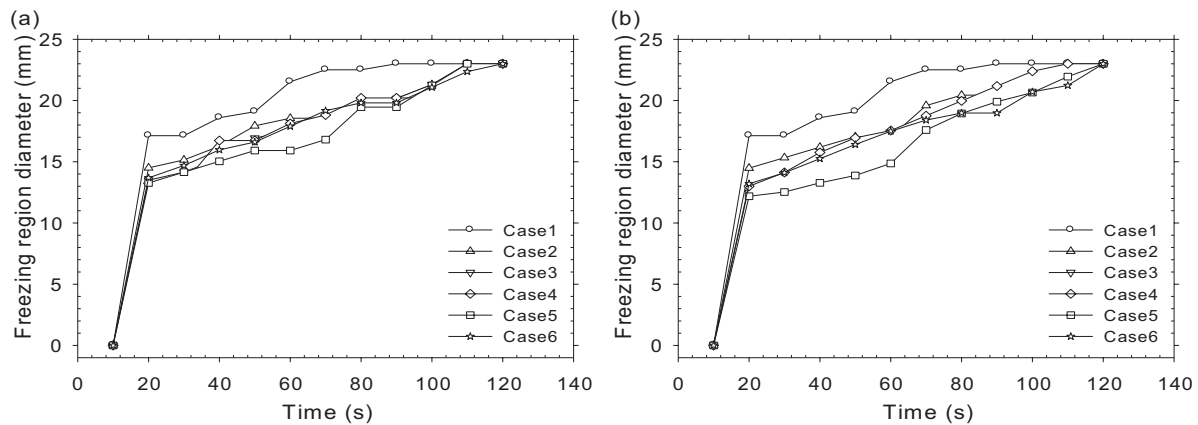 (a)
Freezing region diameter (mm)
25
20
15
10
5
0
0 20 40 60 80 100 120 140
Time (s)
Case1
Case2
Case3
Case4
Case5
Case6
(b)
Freezing region diameter (mm)
25
20
15
10
5
0
0 20 40 60 80 100 120 140
Time (s)
Case1
Case2
Case3
Case4
Case5
Case6